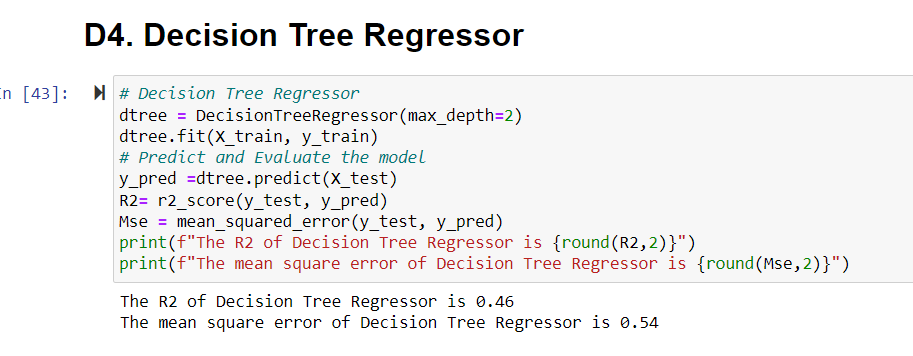 D4. Decision Tree Regressor
In [43]:
# Decision Tree Regressor
dtree = DecisionTreeRegressor(max_depth=2)
dtree.fit(X_train, y_train)
# Predict and Evaluate the model
y_pred =dtree.predict(X_test)
R2= r2_score(y_test, y_pred)
Mse = mean_squared_error(y_test, y_pred)
print(f"The R2 of Decision Tree Regressor is {round(R2,2)}")
print(f"The mean square error of Decision Tree Regressor is {round(Mse,2)}")
The R2 of Decision Tree Regressor is 0.46
The mean square error of Decision Tree Regressor is 0.54